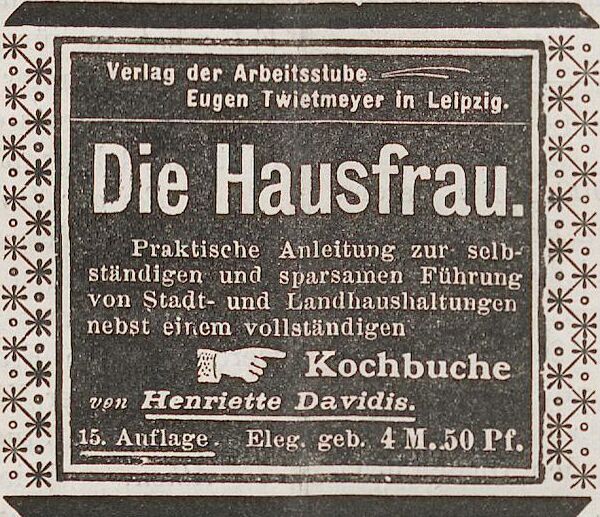 Verlag der Arbeitsstube
Eugen Twietmeyer in Leipzig.
Die Hausfrau.
Praktische Anleitung zur selb-
ständigen und sparsamen Führung
von Stadt- und Landhaushaltungen
nebst einem vollständigen
Kochbuche
von Henriette Davidis.
15. Auflage. Eleg. geb. 4 M. 50 Pf.